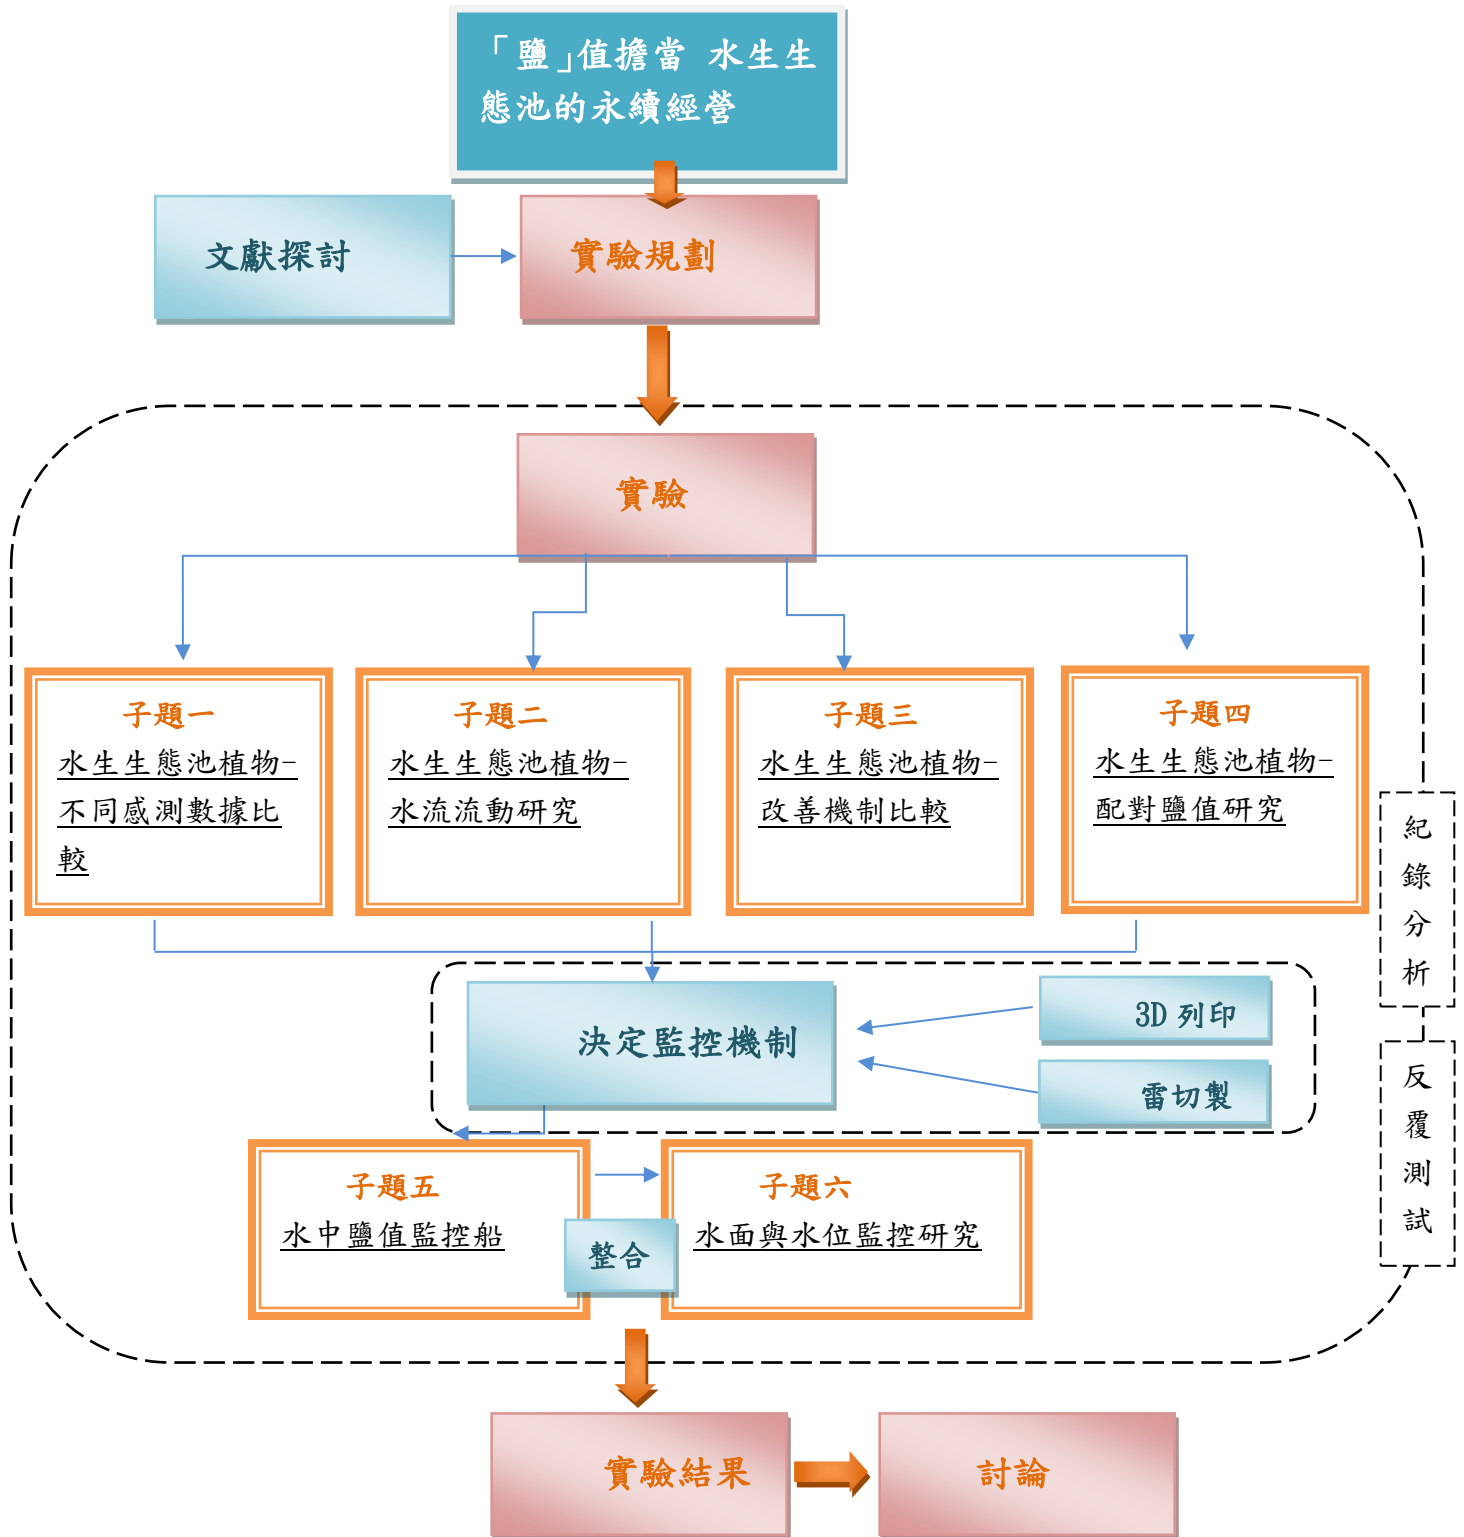 「鹽」值擔當 水生生
態池的永續經營
文獻探討
實驗規劃
實驗
子題一
水生生態池植物-
不同感測數據比
較
子題二
水生生態池植物-
水流流動研究
子題三
水生生態池植物-
改善機制比較
子題四
水生生態池植物-
配對鹽值研究
紀
錄
分
析
決定監控機制
3D 列印
雷切製
反
覆
測
試
子題五
水中鹽值監控船
整合
子題六
水面與水位監控研究
實驗結果
討論